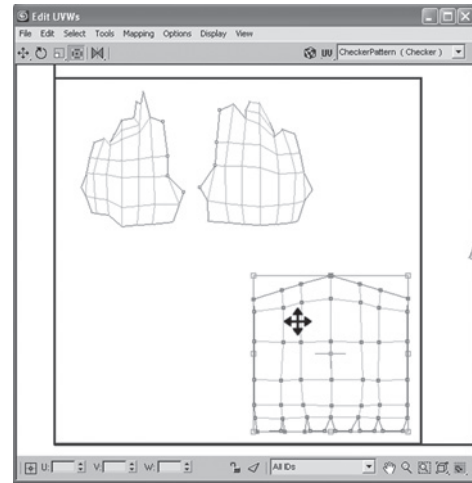 Edit UVWs
File Edit Select Tools Mapping Options Display View
UV CheckerPattern ( Checker )
U: V: W: All IDs